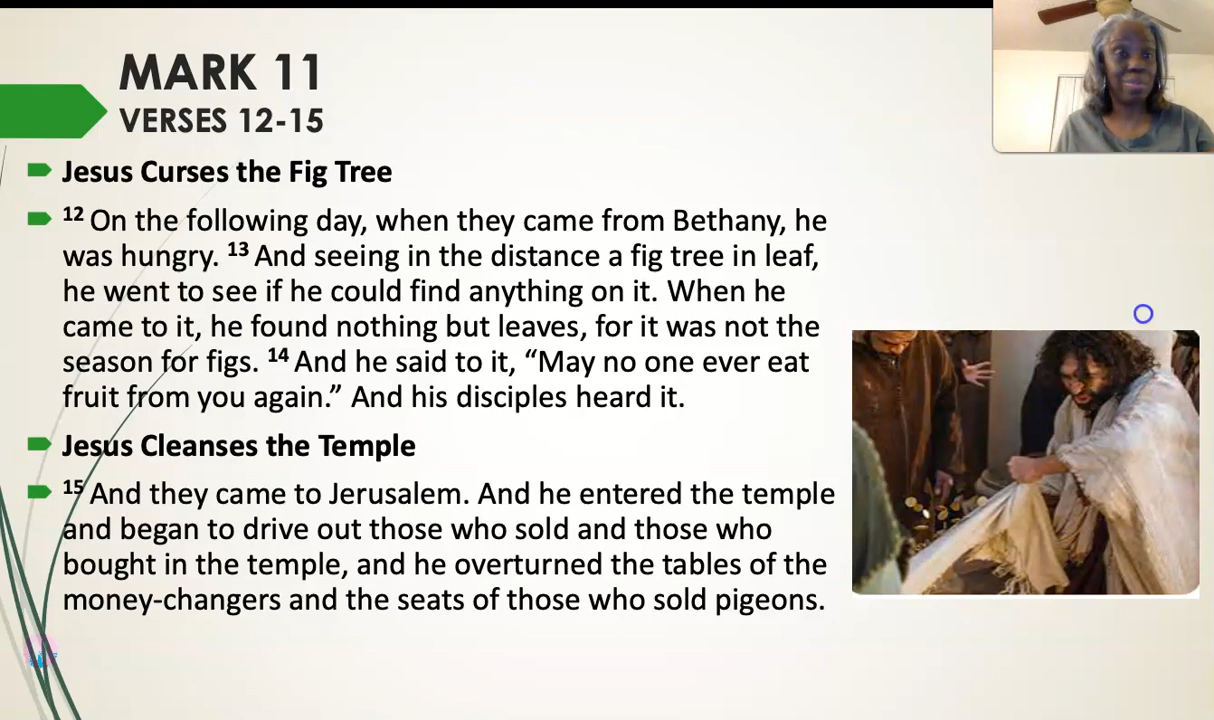 MARK 11
VERSES 12-15
Jesus Curses the Fig Tree
12 On the following day, when they came from Bethany, he
was hungry. 13 And seeing in the distance a fig tree in leaf,
he went to see if he could find anything on it. When he
came to it, he found nothing but leaves, for it was not the
season for figs. 14 And he said to it, “May no one ever eat
fruit from you again.” And his disciples heard it.
Jesus Cleanses the Temple
15 And they came to Jerusalem. And he entered the temple
and began to drive out those who sold and those who
bought in the temple, and he overturned the tables of the
money-changers and the seats of those who sold pigeons.